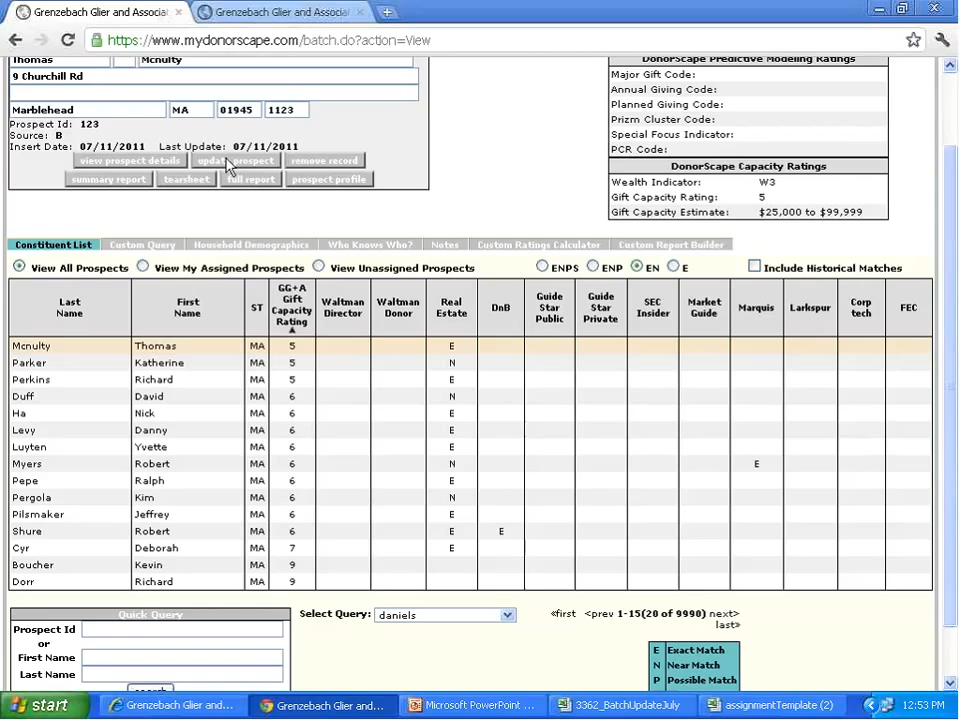 Grenzebach Glier and Associat
Grenzebach Glier and Associat
https://www.mydonorscape.com/batch.do?action=View
Thomas Mcnulty
9 Churchill Rd
Marblehead MA 01945 1123
Prospect Id: 123
Source: B
Insert Date: 07/11/2011 Last Update: 07/11/2011
view prospect details update prospect remove record
summary report tearsheet full report prospect profile
DonorScape Predictive Modeling Ratings
Major Gift Code:
Annual Giving Code:
Planned Giving Code:
Prizm Cluster Code:
Special Focus Indicator:
PCR Code:
DonorScape Capacity Ratings
Wealth Indicator: W3
Gift Capacity Rating: 5
Gift Capacity Estimate: $25,000 to $99,999
Constituent List Custom Query Household Demographics Who Knows Who? Notes Custom Ratings Calculator Custom Report Builder
View All Prospects View My Assigned Prospects View Unassigned Prospects ENPS ENP EN E Include Historical Matches
Last Name First Name ST GG+A Gift Capacity Rating Waltman Director Waltman Donor Real Estate DnB Guide Star Public Guide Star Private SEC Insider Market Guide Marquis Larkspur Corp tech FEC
Mcnulty Thomas MA 5 E
Parker Katherine MA 5 N
Perkins Richard MA 5 E
Duff David MA 6 N
Ha Nick MA 6 E
Levy Danny MA 6 E
Luyten Yvette MA 6 E
Myers Robert MA 6 N E
Pepe Ralph MA 6 E
Pergola Kim MA 6 N
Pilsmaker Jeffrey MA 6 E
Shure Robert MA 6 E E
Cyr Deborah MA 7 E
Boucher Kevin MA 9
Dorr Richard MA 9
Quick Query
Prospect Id
or
First Name
Last Name
search
Select Query: daniels
«first <prev 1-15(20 of 9990) next>
last»
E Exact Match
N Near Match
P Possible Match
start Grenzebach Glier and... Grenzebach Glier and... Microsoft PowerPoint ... 3362_BatchUpdateJuly assignmentTemplate (2) 12:53 PM